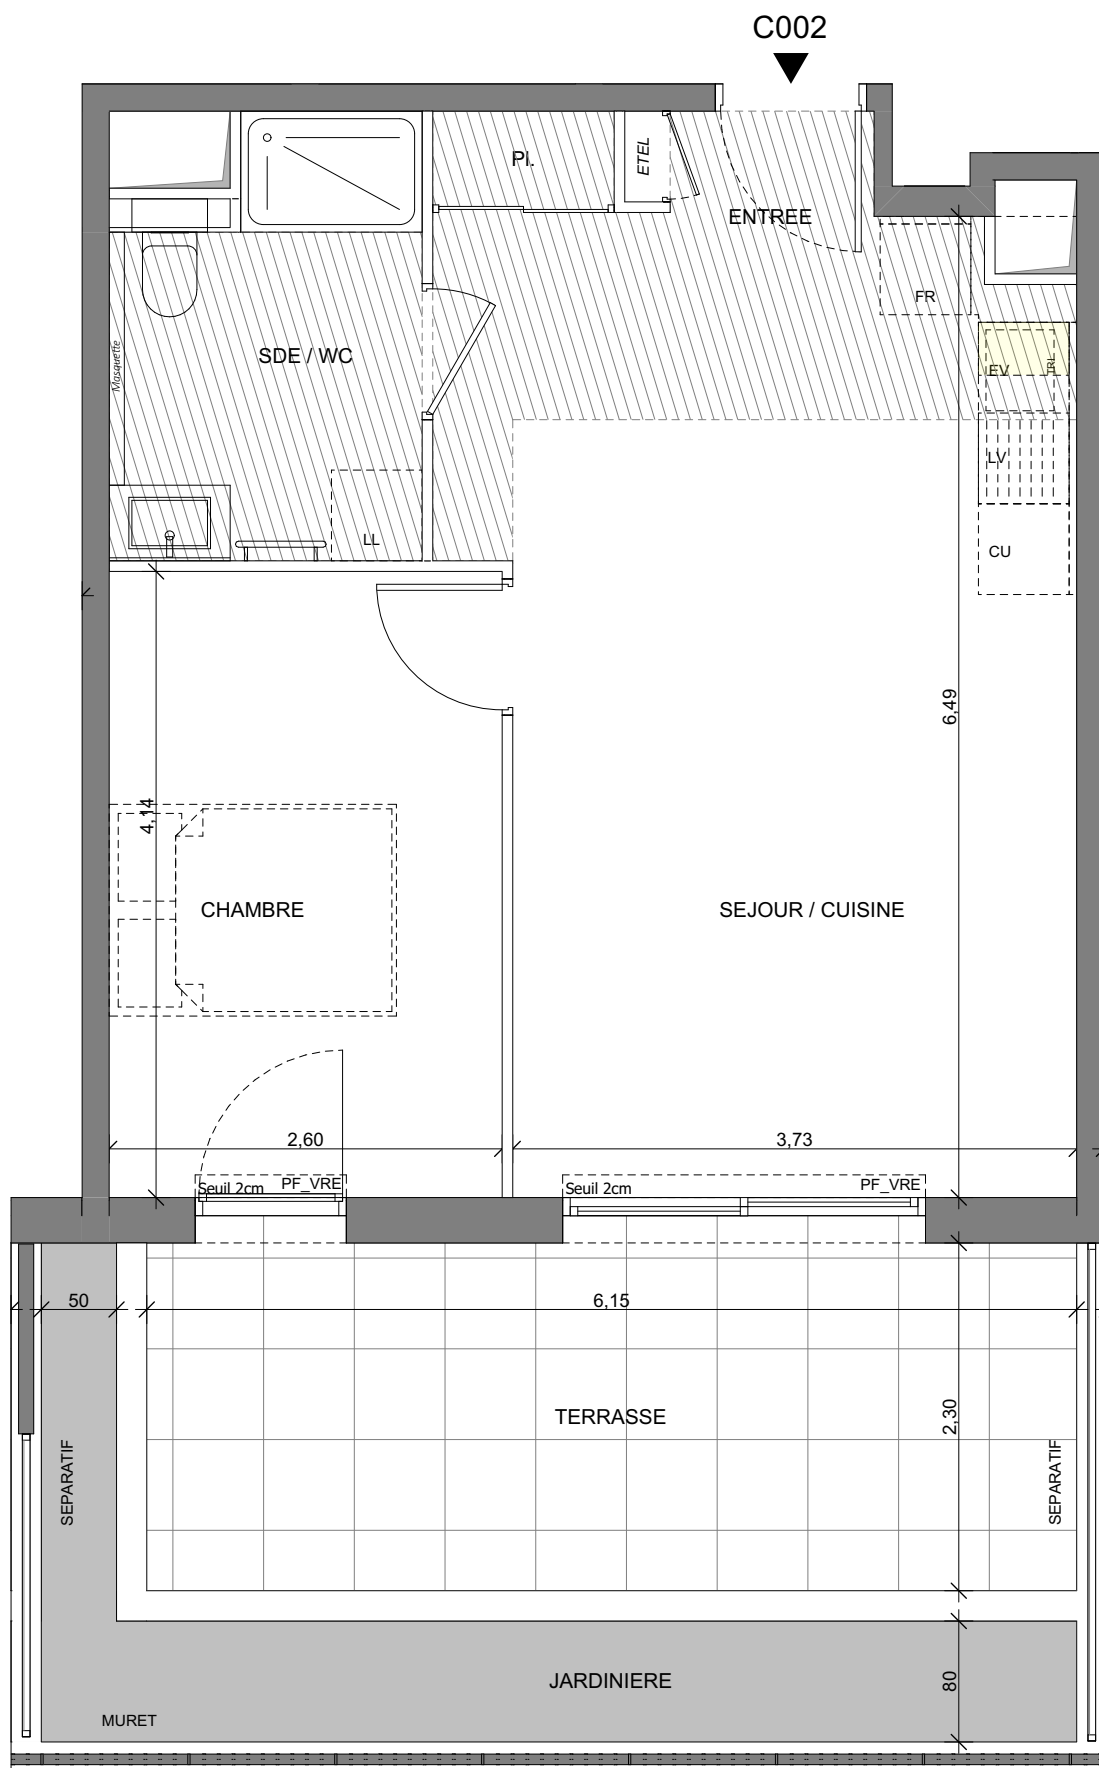 C002
Pl.
ETEL
ENTREE
FR
SDE / WC
Masquette
EV
TRI.
LV
LL
CU
6,49
4,14
CHAMBRE
SEJOUR / CUISINE
2,60
3,73
Seuil 2cm
PF_VRE
Seuil 2cm
PF_VRE
50
6,15
TERRASSE
2,30
SEPARATIF
SEPARATIF
JARDINIERE
80
MURET